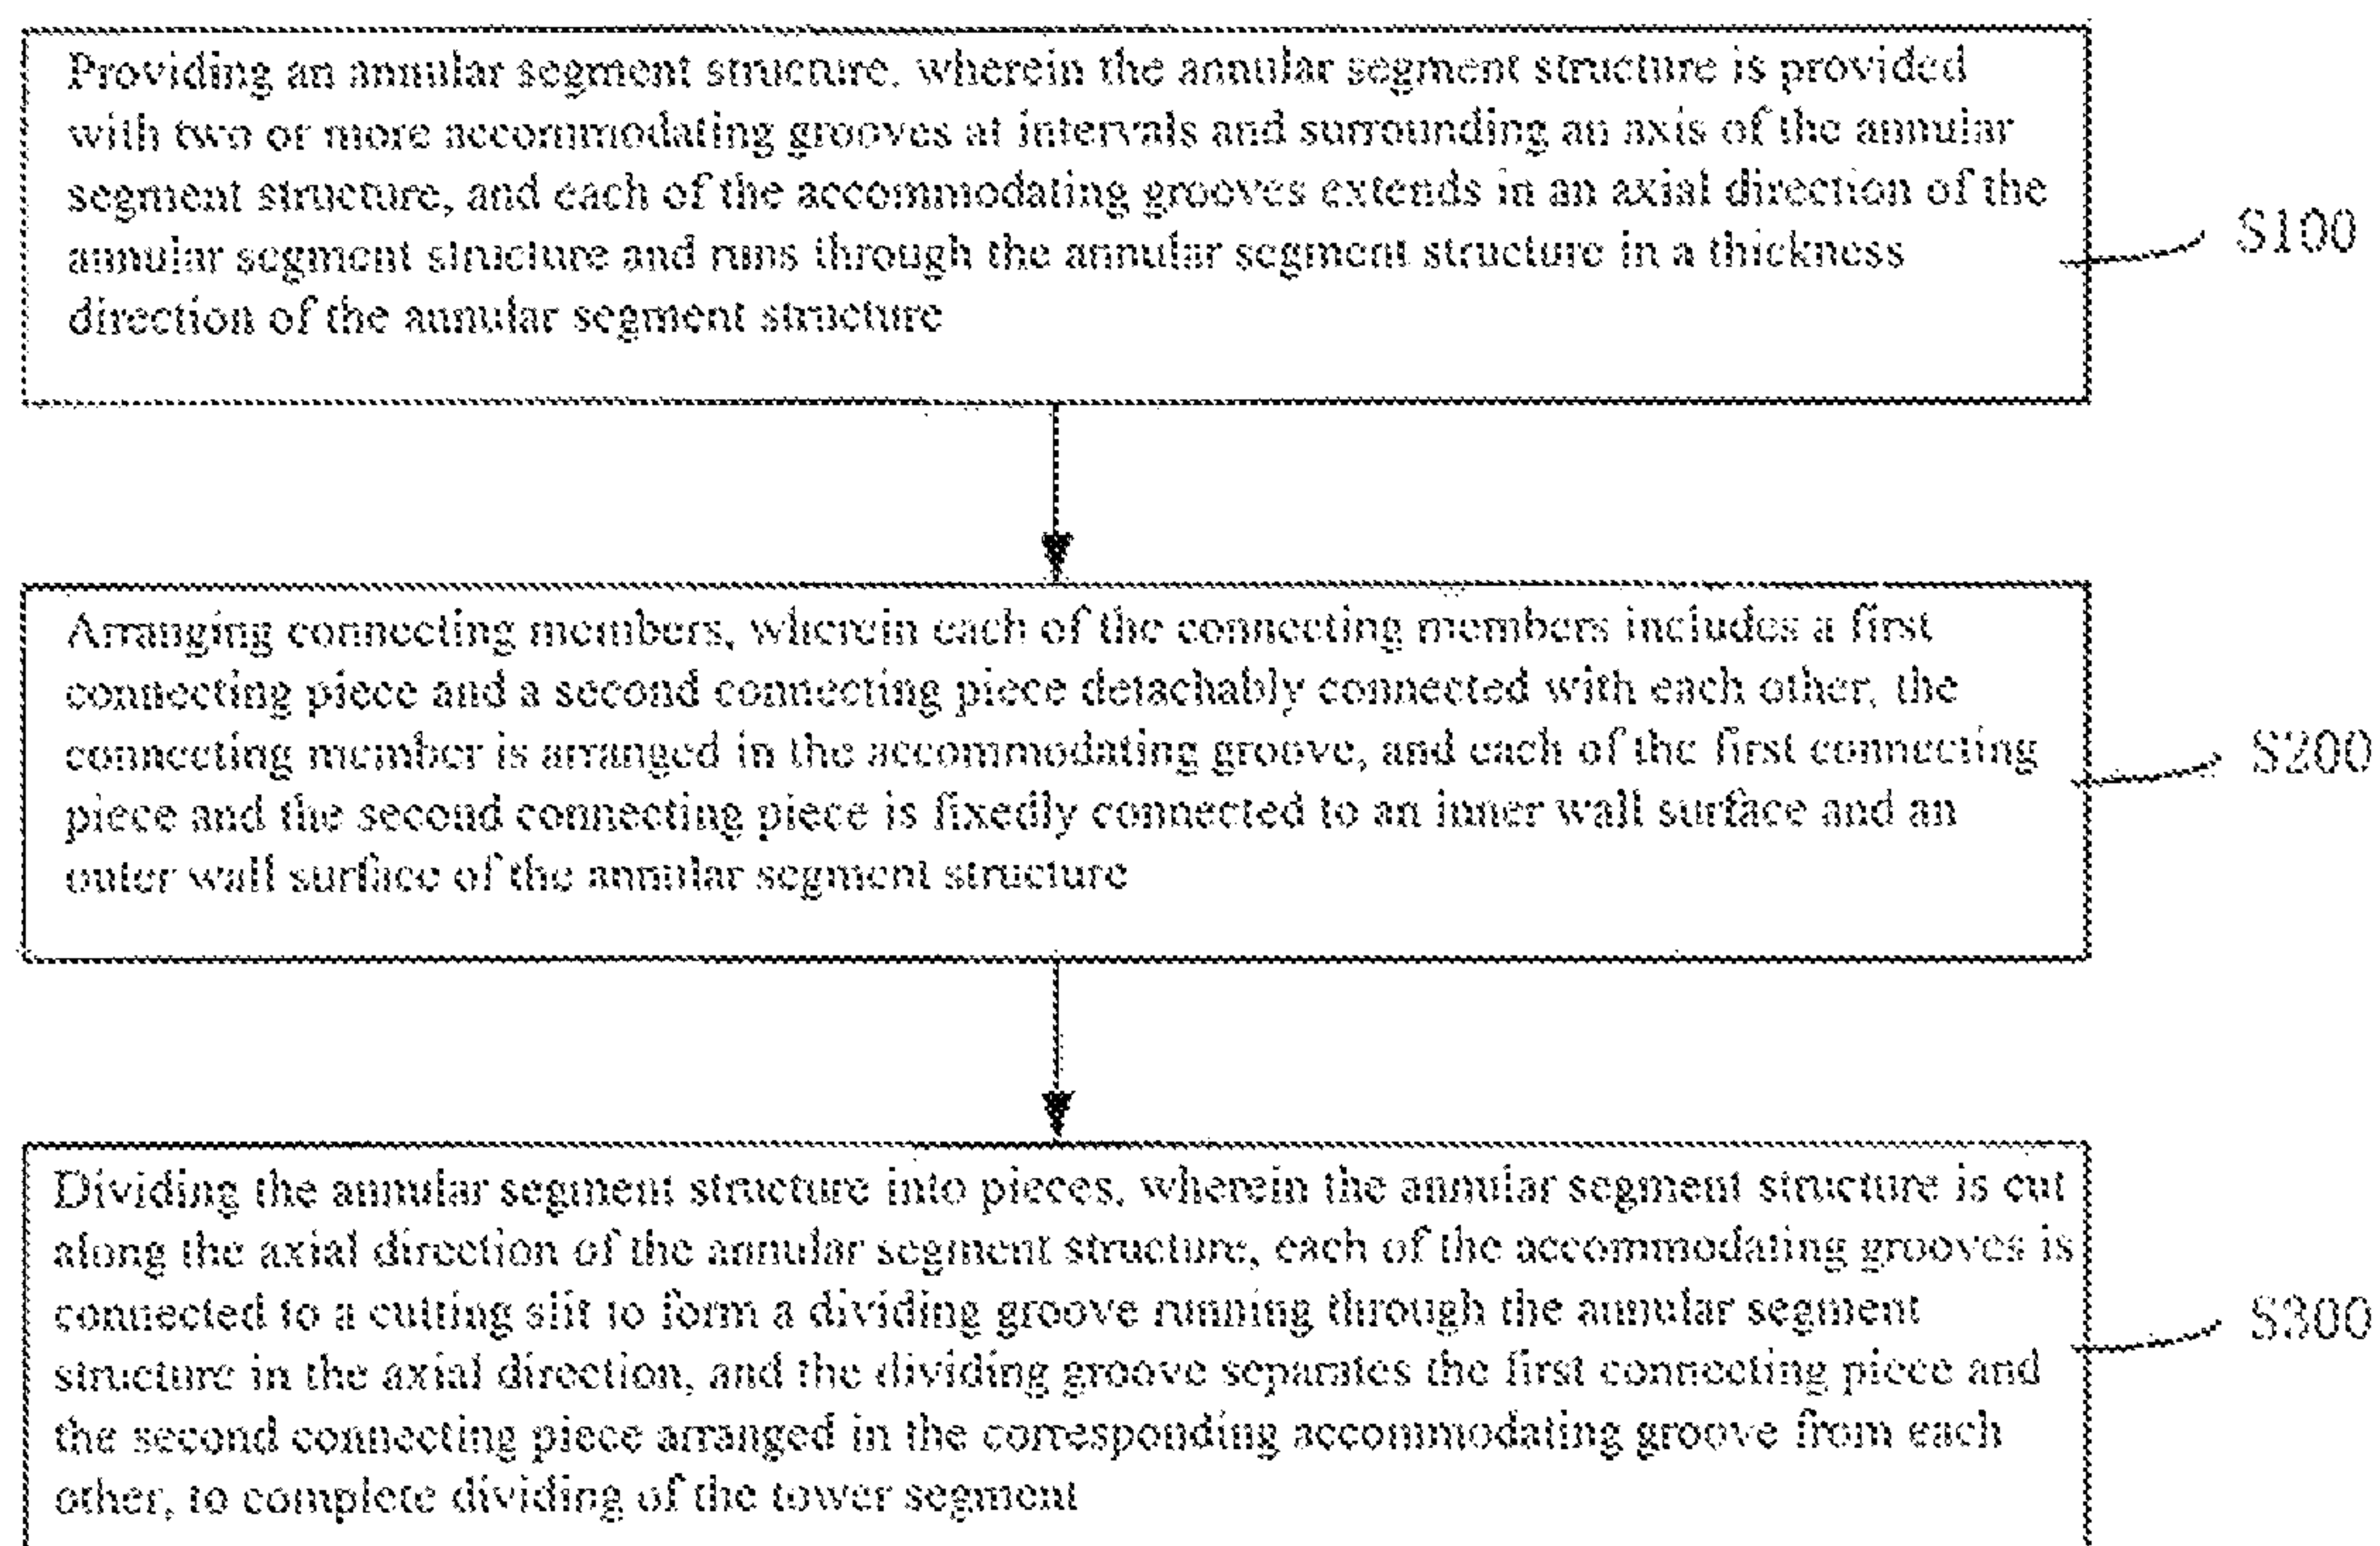 Providing an annular segment structure, wherein the annular segment structure is provided
with two or more accommodating grooves at intervals and surrounding an axis of the annular
segment structure, and each of the accommodating grooves extends in an axial direction of the
annular segment structure and runs through the annular segment structure in a thickness
direction of the annular segment structure
S100
Arranging connecting members, wherein each of the connecting members includes a first
connecting piece and a second connecting piece detachably connected with each other, the
connecting member is arranged in the accommodating groove, and each of the first connecting
piece and the second connecting piece is fixedly connected to an inner wall surface and an
outer wall surface of the annular segment structure
S200
Dividing the annular segment structure into pieces, wherein the annular segment structure is cut
along the axial direction of the annular segment structure, each of the accommodating grooves is
connected to a cutting slit to form a dividing groove running through the annular segment
structure in the axial direction, and the dividing groove separates the first connecting piece and
the second connecting piece arranged in the corresponding accommodating groove from each
other, to complete dividing of the tower segment
S300